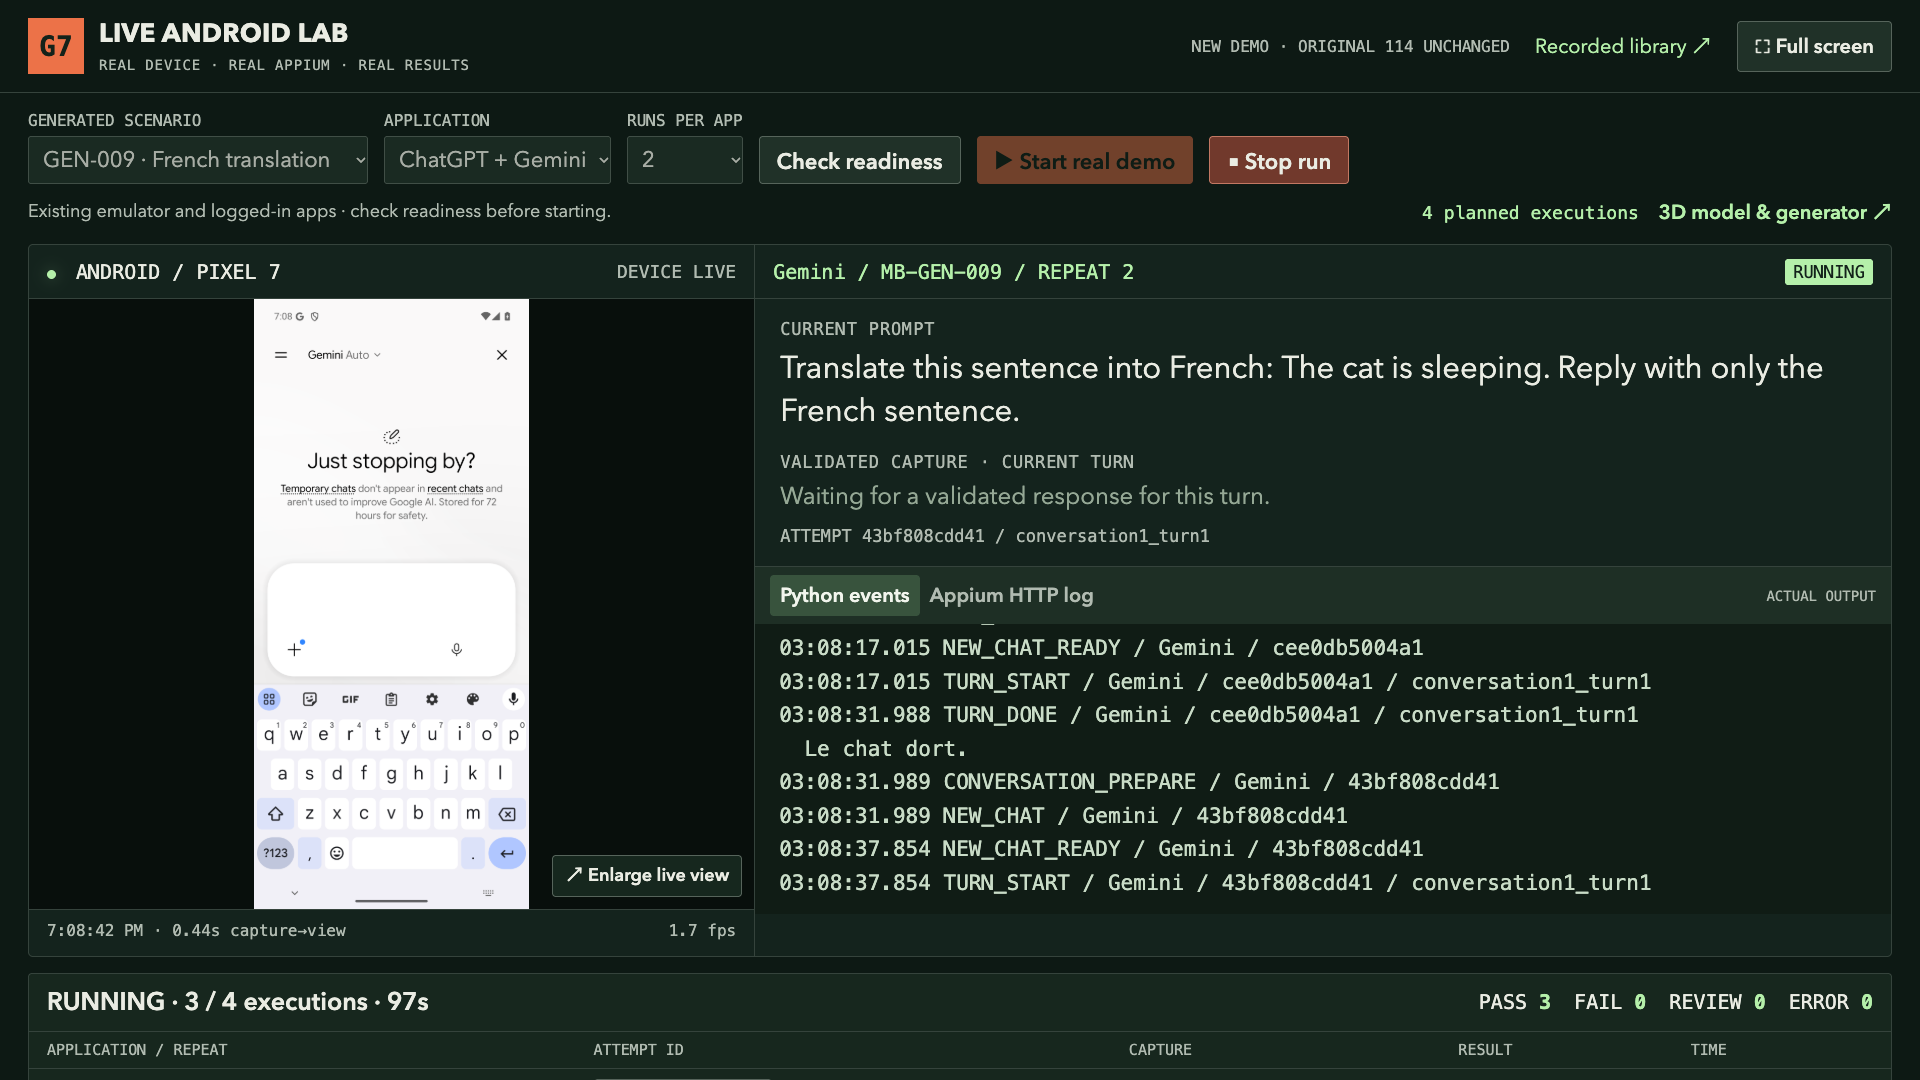 G7
LIVE ANDROID LAB
REAL DEVICE · REAL APPIUM · REAL RESULTS
NEW DEMO · ORIGINAL 114 UNCHANGED
Recorded library ↗
Full screen
GENERATED SCENARIO
APPLICATION
RUNS PER APP
GEN-009 · French translation
ChatGPT + Gemini
2
Check readiness
▶ Start real demo
■ Stop run
Existing emulator and logged-in apps · check readiness before starting.
4 planned executions
3D model & generator ↗
ANDROID / PIXEL 7
DEVICE LIVE
7:08
Gemini Auto
Just stopping by?
Temporary chats don't appear in recent chats and
aren't used to improve Google AI. Stored for 72
hours for safety.
GIF
q1 w2 e3 r4 t5 y6 u7 i8 o9 p0
a s d f g h j k l
z x c v b n m
?123 , .
↗ Enlarge live view
7:08:42 PM · 0.44s capture→view
1.7 fps
Gemini / MB-GEN-009 / REPEAT 2
RUNNING
CURRENT PROMPT
Translate this sentence into French: The cat is sleeping. Reply with only the
French sentence.
VALIDATED CAPTURE · CURRENT TURN
Waiting for a validated response for this turn.
ATTEMPT 43bf808cdd41 / conversation1_turn1
Python events
Appium HTTP log
ACTUAL OUTPUT
03:08:17.015 NEW_CHAT_READY / Gemini / cee0db5004a1
03:08:17.015 TURN_START / Gemini / cee0db5004a1 / conversation1_turn1
03:08:31.988 TURN_DONE / Gemini / cee0db5004a1 / conversation1_turn1
Le chat dort.
03:08:31.989 CONVERSATION_PREPARE / Gemini / 43bf808cdd41
03:08:31.989 NEW_CHAT / Gemini / 43bf808cdd41
03:08:37.854 NEW_CHAT_READY / Gemini / 43bf808cdd41
03:08:37.854 TURN_START / Gemini / 43bf808cdd41 / conversation1_turn1
RUNNING · 3 / 4 executions · 97s
PASS 3 FAIL 0 REVIEW 0 ERROR 0
APPLICATION / REPEAT
ATTEMPT ID
CAPTURE
RESULT
TIME